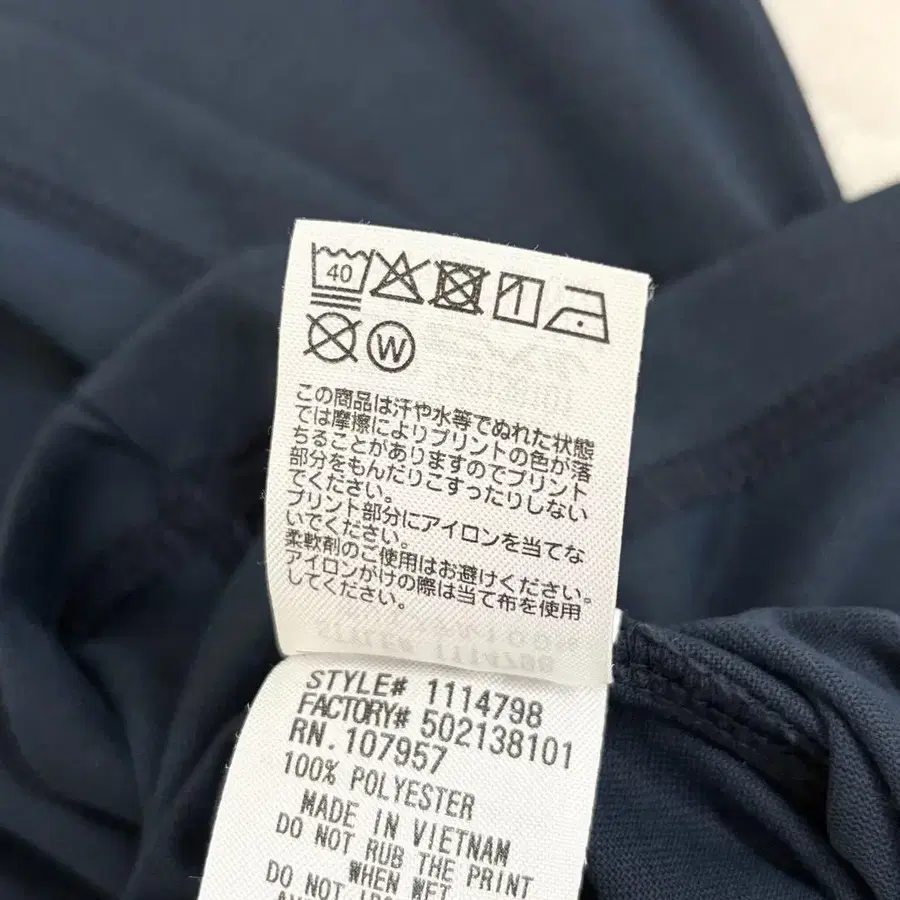 40
W
この商品は汗や水等でぬれた状態
では摩擦によりプリントの色が落
ちることがありますのでプリント
部分をもんだりこすったりしない
でください。
プリント部分にアイロンを当てな
いでください。
柔軟剤のご使用はお避けください。
アイロンがけの際は当て布を使用
してください。
STYLE# 1114798
FACTORY# 502138101
RN. 107957
100% POLYESTER
MADE IN VIETNAM
DO NOT RUB THE PRINT
WHEN WET
DO NOT